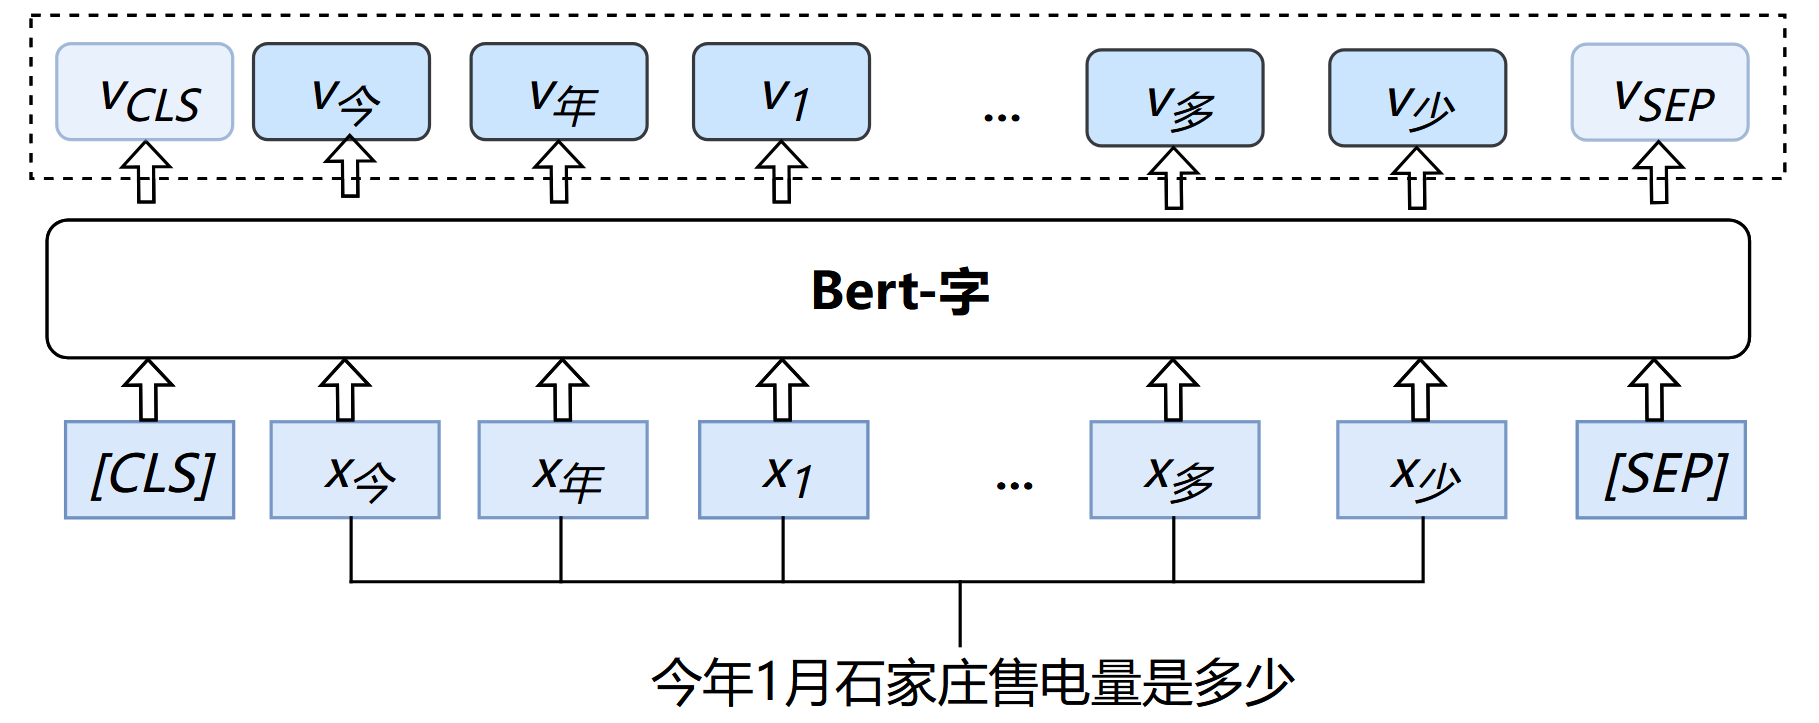 vCLS v今 v年 v1 ... v多 v少 vSEP
Bert-字
[CLS] x今 x年 x1 ... x多 x少 [SEP]
今年1月石家庄售电量是多少